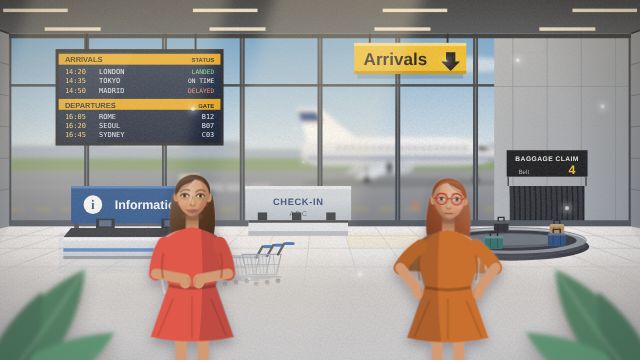 ARRIVALS STATUS
14:20 LONDON LANDED
14:35 TOKYO ON TIME
14:50 MADRID DELAYED
DEPARTURES GATE
16:05 ROME B12
16:20 SEOUL B07
16:45 SYDNEY C03
Arrivals
BAGGAGE CLAIM
Belt 4
i Informatio
CHECK-IN